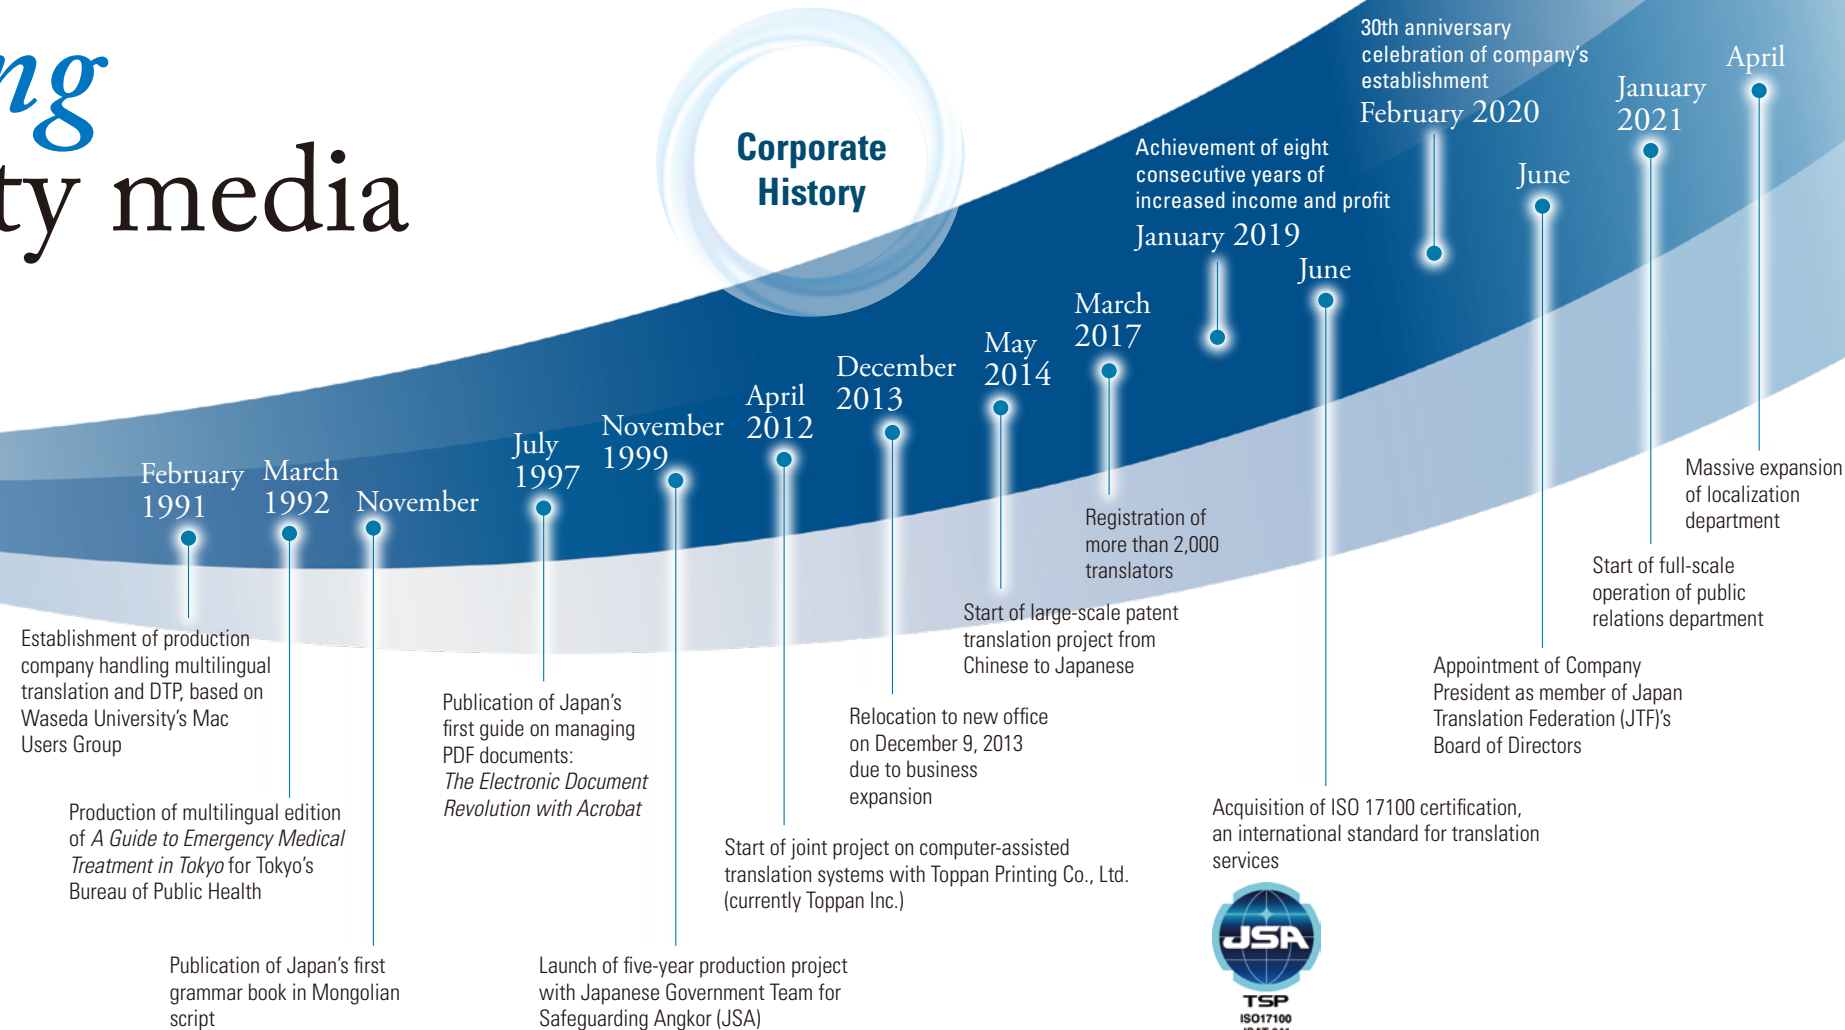 ng
ty media
Corporate
History
February
1991
Establishment of production
company handling multilingual
translation and DTP, based on
Waseda University’s Mac
Users Group
March
1992
Production of multilingual edition
of A Guide to Emergency Medical
Treatment in Tokyo for Tokyo’s
Bureau of Public Health
November
Publication of Japan’s first
grammar book in Mongolian
script
July
1997
Publication of Japan’s
first guide on managing
PDF documents:
The Electronic Document
Revolution with Acrobat
November
1999
Launch of five-year production project
with Japanese Government Team for
Safeguarding Angkor (JSA)
April
2012
Start of joint project on computer-assisted
translation systems with Toppan Printing Co., Ltd.
(currently Toppan Inc.)
December
2013
Relocation to new office
on December 9, 2013
due to business
expansion
May
2014
Start of large-scale patent
translation project from
Chinese to Japanese
March
2017
Registration of
more than 2,000
translators
Achievement of eight
consecutive years of
increased income and profit
January 2019
June
Acquisition of ISO 17100 certification,
an international standard for translation
services
JSA
TSP
ISO17100
30th anniversary
celebration of company’s
establishment
February 2020
June
Appointment of Company
President as member of Japan
Translation Federation (JTF)’s
Board of Directors
January
2021
Start of full-scale
operation of public
relations department
April
Massive expansion
of localization
department